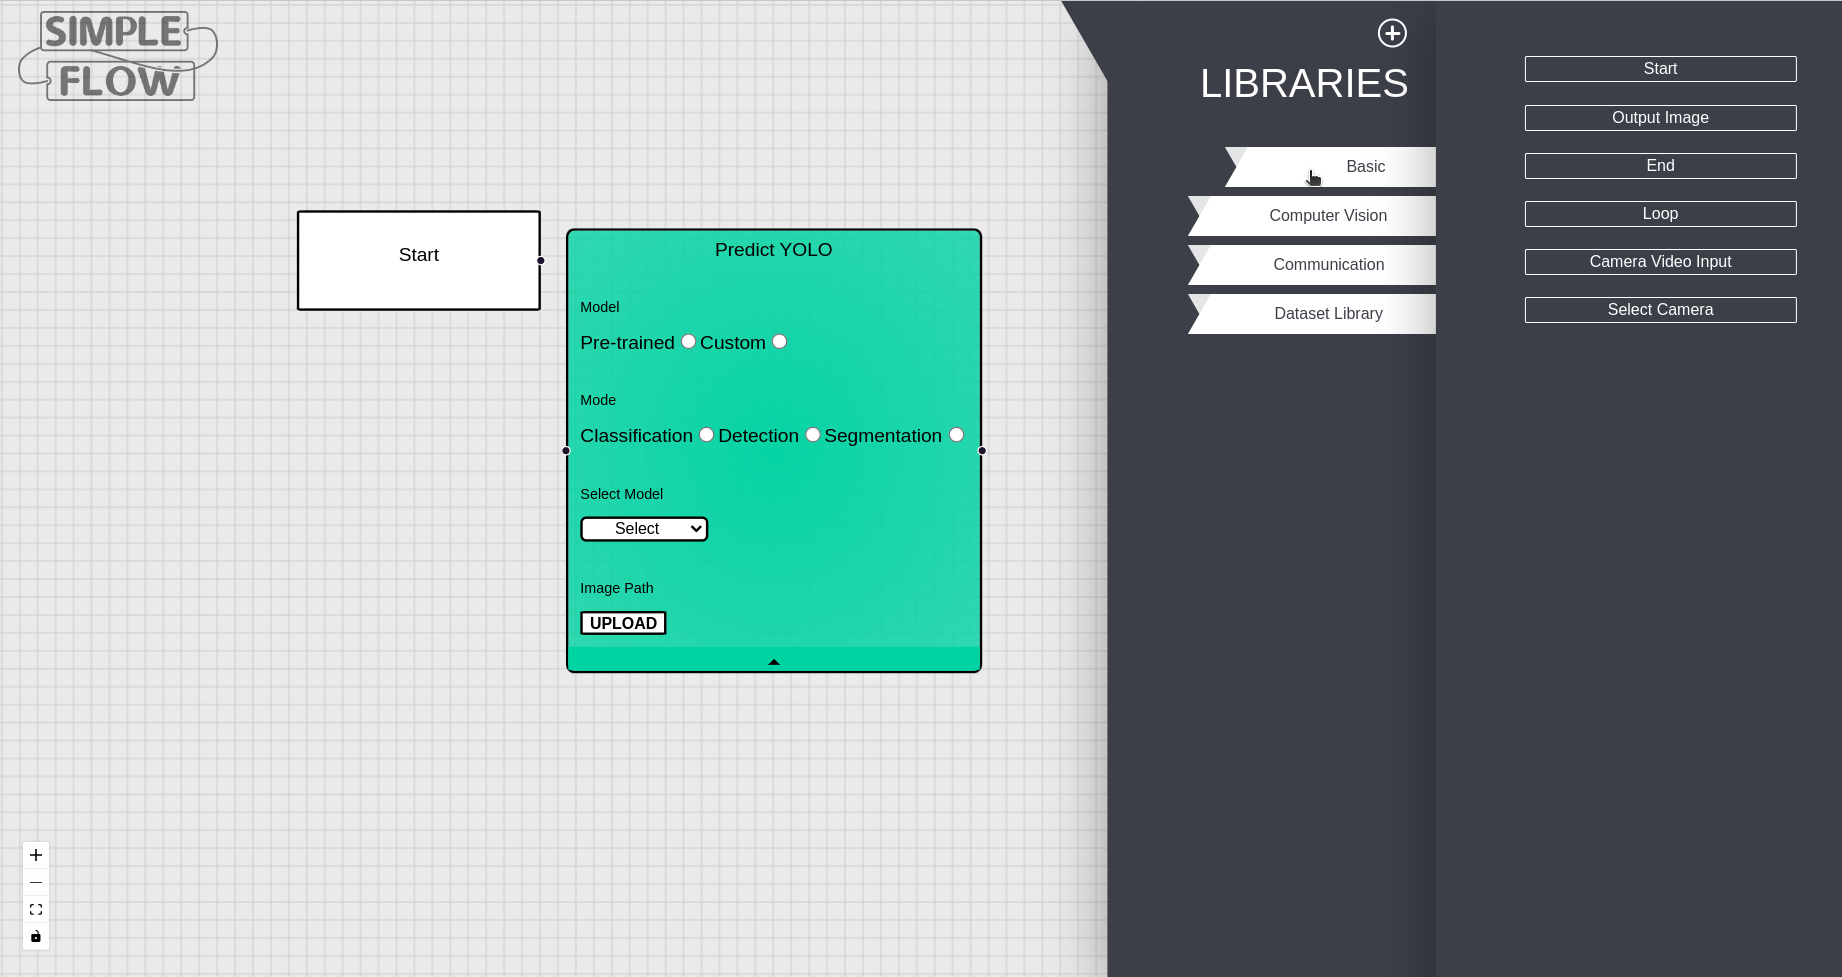 SIMPLE
FLOW
Start
Predict YOLO
Model
Pre-trained Custom
Mode
Classification Detection Segmentation
Select Model
Select
Image Path
UPLOAD
LIBRARIES
Basic
Computer Vision
Communication
Dataset Library
Start
Output Image
End
Loop
Camera Video Input
Select Camera